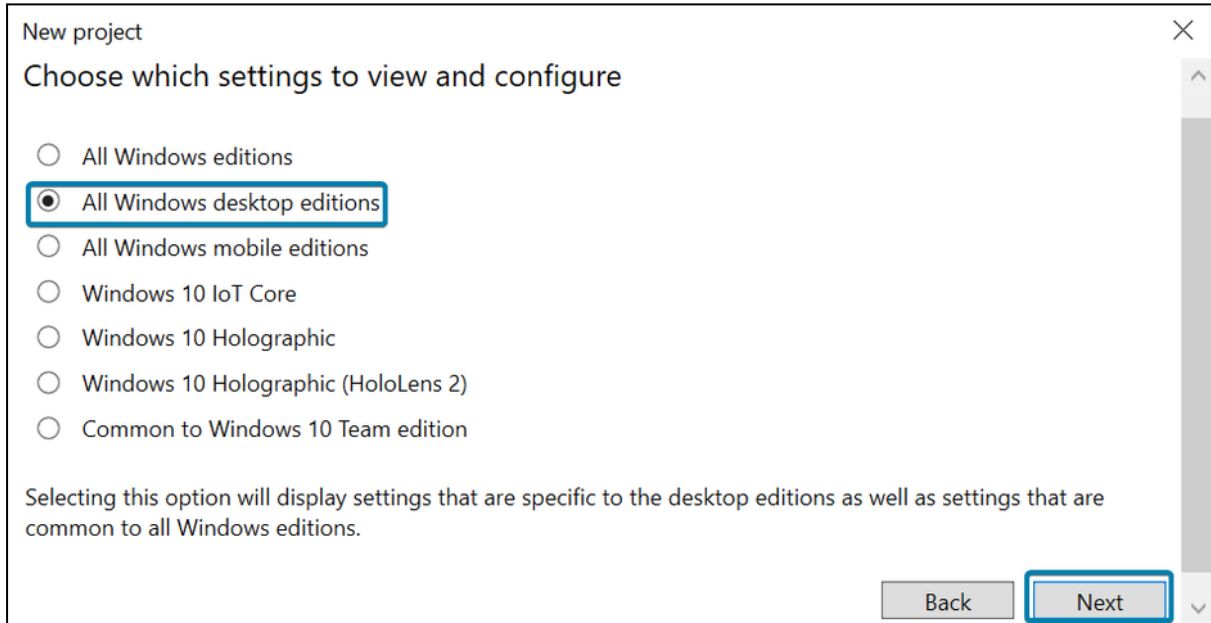 New project
Choose which settings to view and configure
All Windows editions
All Windows desktop editions
All Windows mobile editions
Windows 10 IoT Core
Windows 10 Holographic
Windows 10 Holographic (HoloLens 2)
Common to Windows 10 Team edition
Selecting this option will display settings that are specific to the desktop editions as well as settings that are
common to all Windows editions.
Back Next